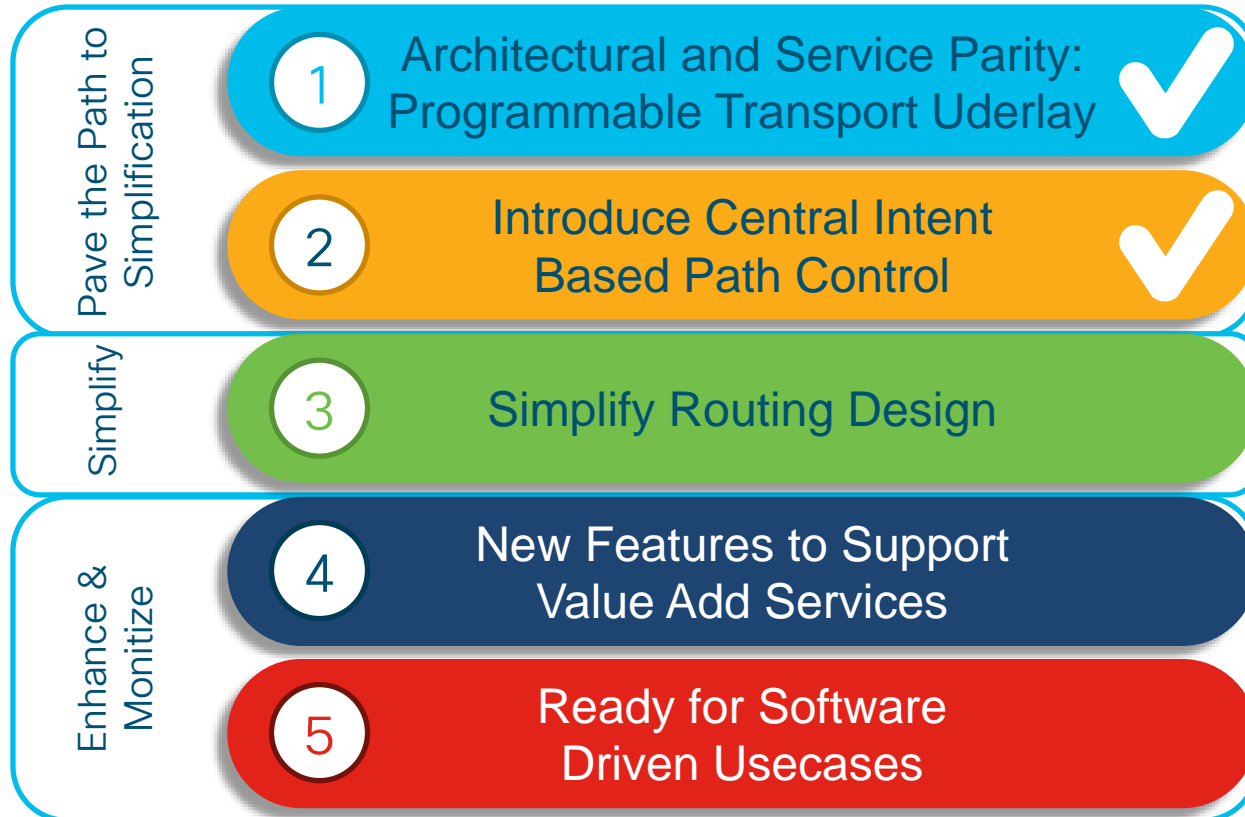 Pave the Path to
Simplification
1
Architectural and Service Parity:
Programmable Transport Uderlay
2
Introduce Central Intent
Based Path Control
Simplify
3
Simplify Routing Design
Enhance &
Monitize
4
New Features to Support
Value Add Services
5
Ready for Software
Driven Usecases